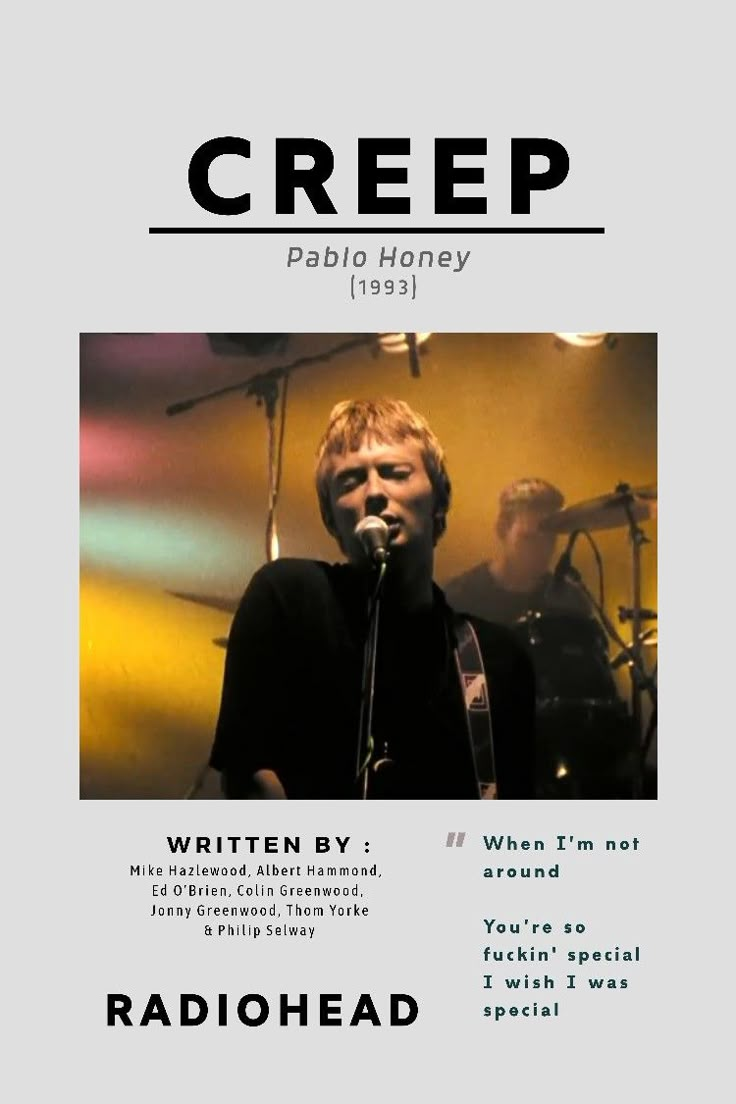 CREEP
Pablo Honey
(1993)
WRITTEN BY :
Mike Hazlewood, Albert Hammond,
Ed O'Brien, Colin Greenwood,
Jonny Greenwood, Thom Yorke
& Philip Selway
RADIOHEAD
" When I'm not
around
You're so
fuckin' special
I wish I was
special